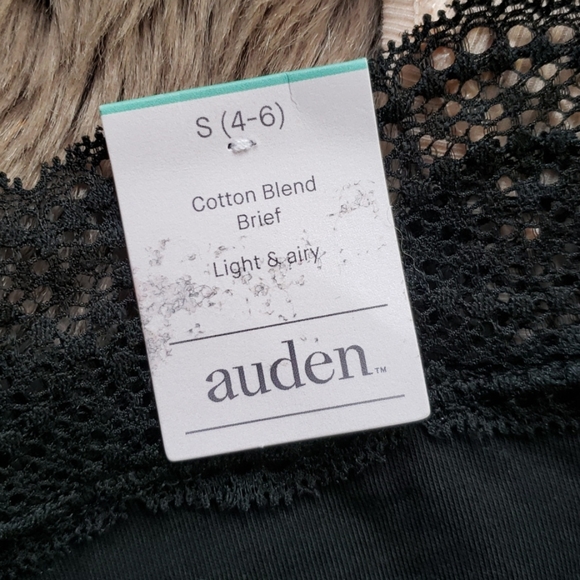 S (4-6)
Cotton Blend
Brief
Light & airy
auden™